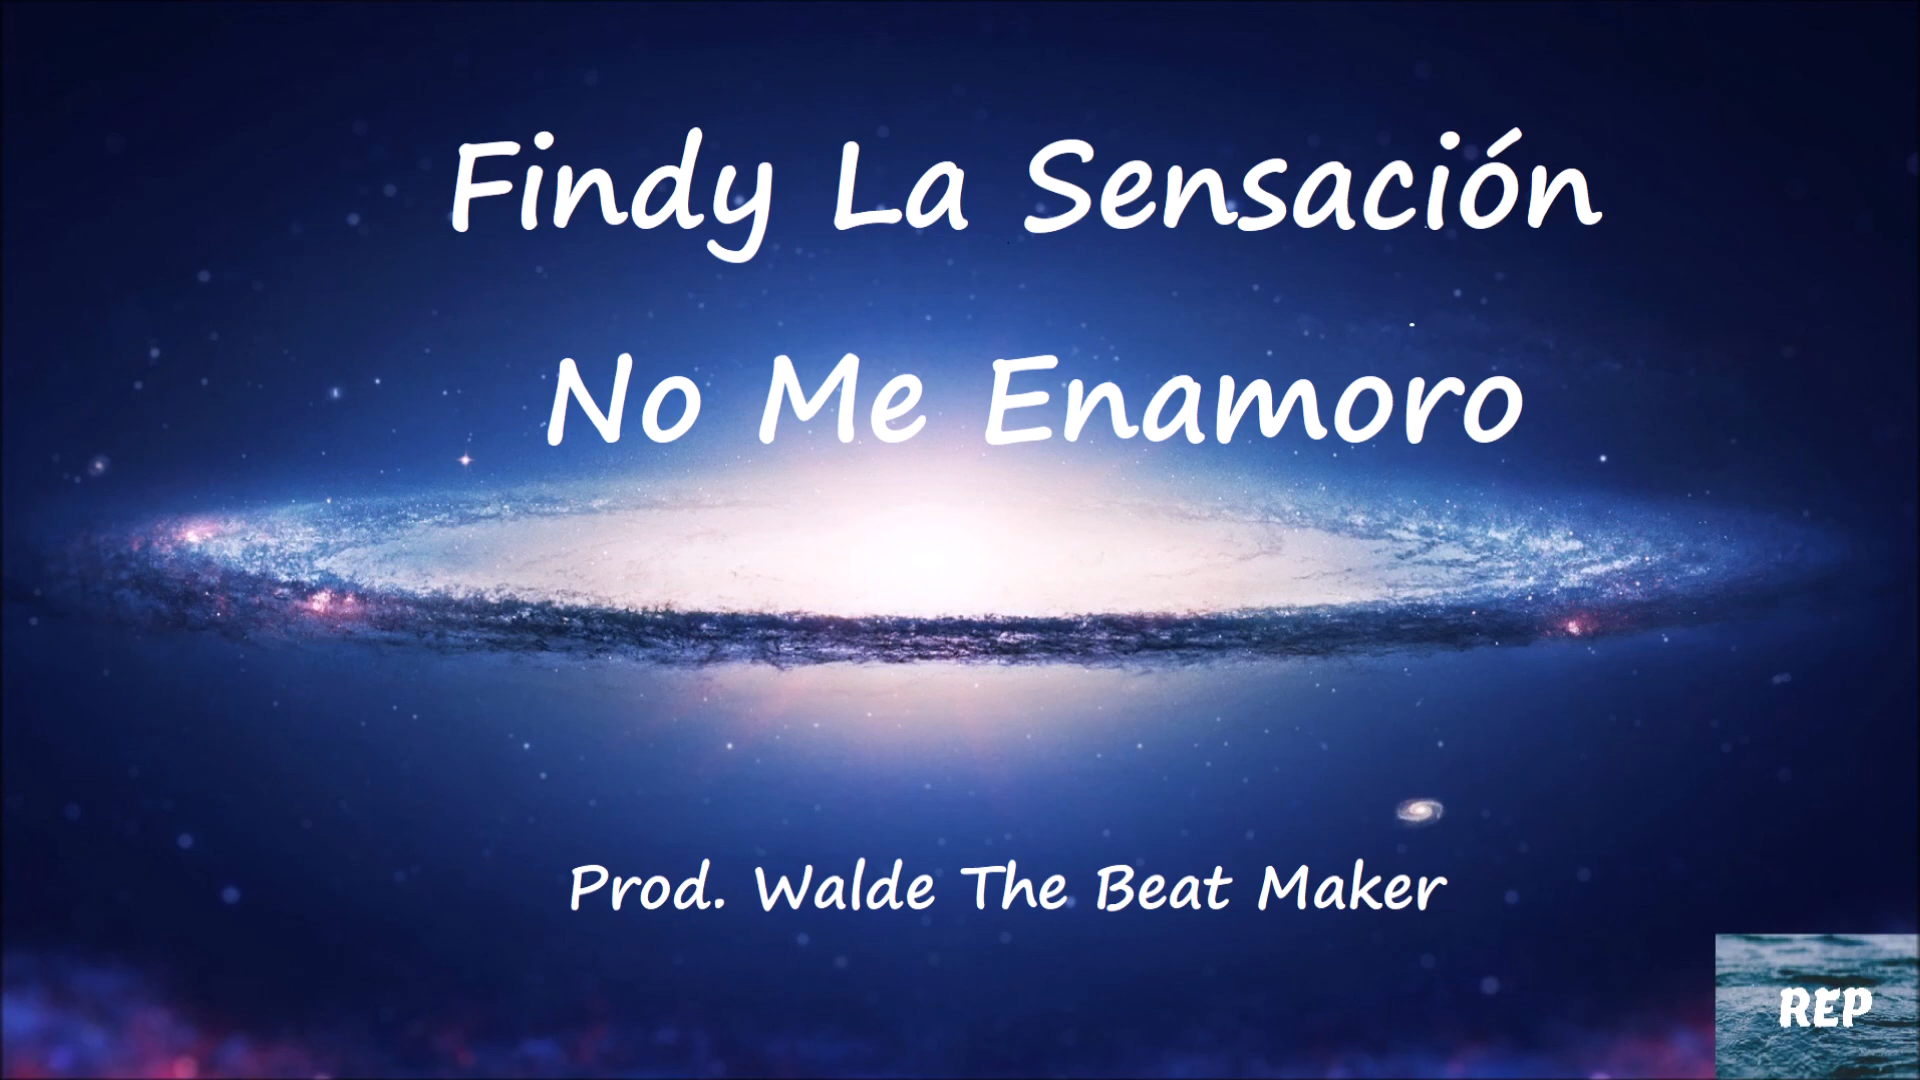 Findy La Sensación
No Me Enamoro
Prod. Walde The Beat Maker
REP